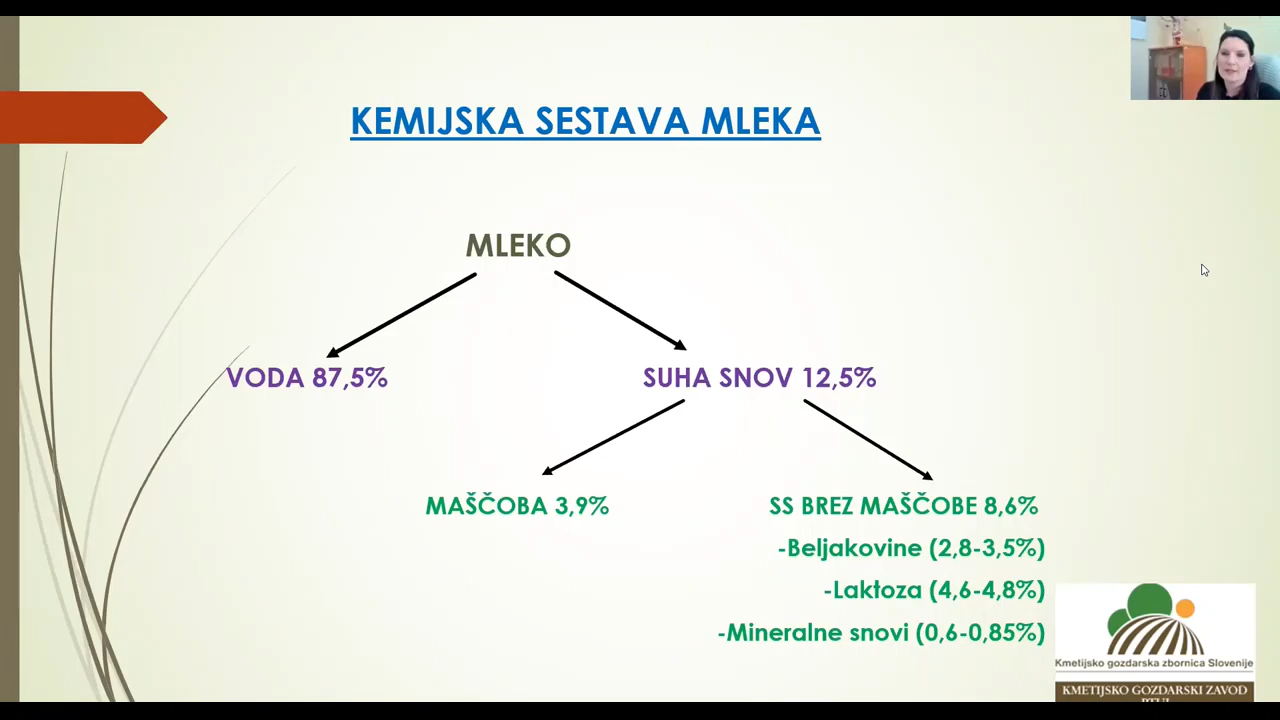 KEMIJSKA SESTAVA MLEKA
MLEKO
VODA 87,5%
SUHA SNOV 12,5%
MAŠČOBA 3,9%
SS BREZ MAŠČOBE 8,6%
-Beljakovine (2,8-3,5%)
-Laktoza (4,6-4,8%)
-Mineralne snovi (0,6-0,85%)
Kmetijsko gozdarska zbornica Slovenije
KMETIJSKO GOZDARSKI ZAVOD